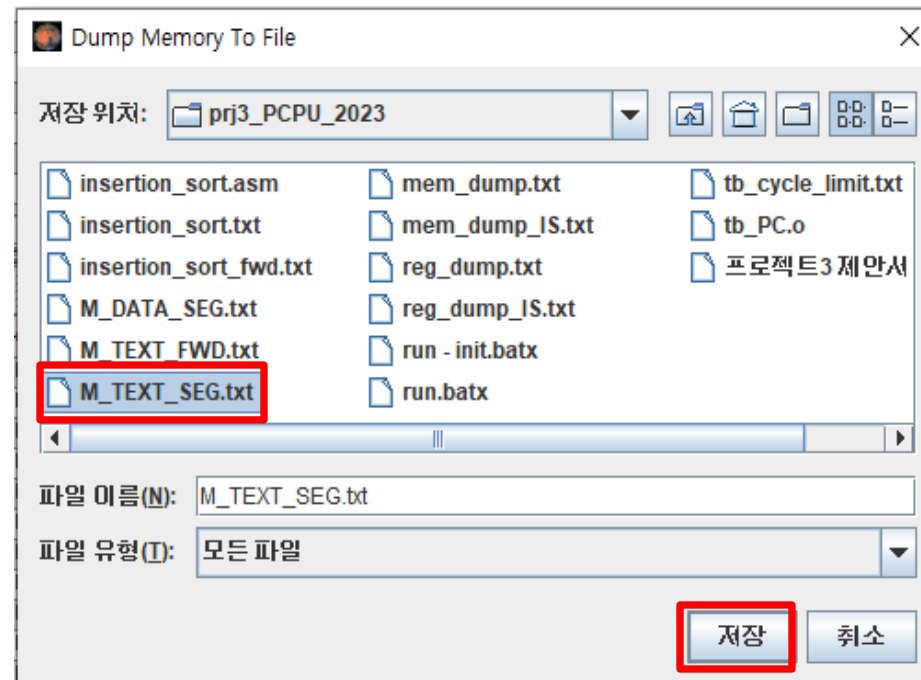 Dump Memory To File
저장 위치: prj3_PCPU_2023
insertion_sort.asm
insertion_sort.txt
insertion_sort_fwd.txt
M_DATA_SEG.txt
M_TEXT_FWD.txt
M_TEXT_SEG.txt
mem_dump.txt
mem_dump_IS.txt
reg_dump.txt
reg_dump_IS.txt
run - init.batx
run.batx
tb_cycle_limit.txt
tb_PC.o
프로젝트3 제안서
파일 이름(N): M_TEXT_SEG.txt
파일 유형(T): 모든 파일
저장 취소